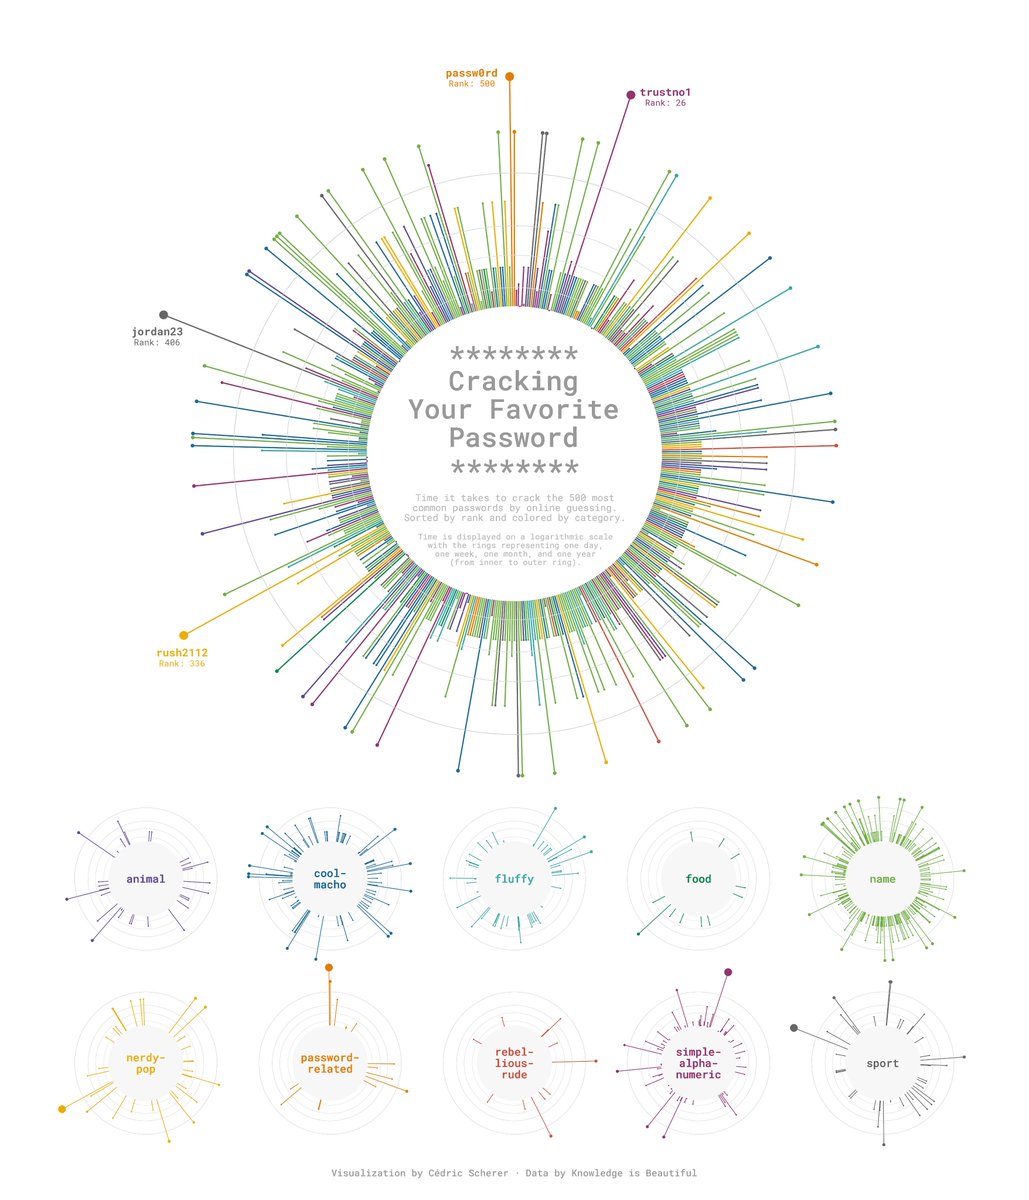 passw0rd
Rank: 500
trustno1
Rank: 26
jordan23
Rank: 406
********
Cracking
Your Favorite
Password
********
Time it takes to crack the 500 most
common passwords by online guessing.
Sorted by rank and colored by category.
Time is displayed on a logarithmic scale
with the rings representing one day,
one week, one month, and one year
(from inner to outer ring).
rush2112
Rank: 336
animal
cool-
macho
fluffy
food
name
nerdy-
pop
password-
related
rebel-
lious-
rude
simple-
alpha-
numeric
sport
Visualization by Cédric Scherer · Data by Knowledge is Beautiful